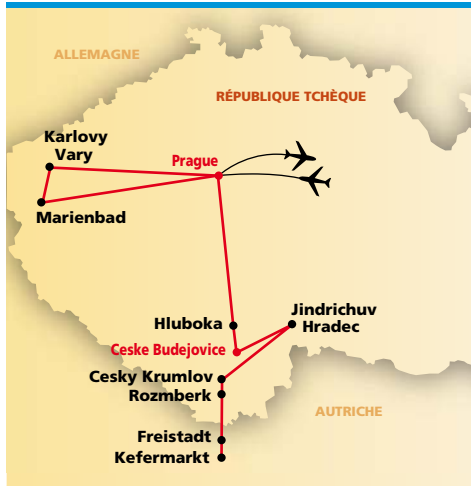 ALLEMAGNE
RÉPUBLIQUE TCHÈQUE
Karlovy
Vary
Prague
Marienbad
Jindrichuv
Hradec
Hluboka
Ceske Budejovice
Cesky Krumlov
Rozmberk
AUTRICHE
Freistadt
Kefermarkt